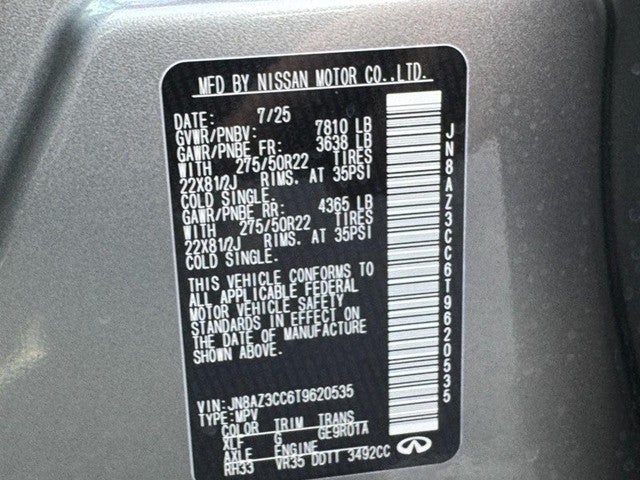 MFD BY NISSAN MOTOR CO.,LTD.
DATE: 7/25
GVWR/PNBV: 7810 LB
GAWR/PNBE FR: 3638 LB
WITH 275/50R22 TIRES
22X81/2J RIMS. AT 35PSI
COLD SINGLE.
GAWR/PNBE RR: 4365 LB
WITH 275/50R22 TIRES
22X81/2J RIMS. AT 35PSI
COLD SINGLE.
THIS VEHICLE CONFORMS TO
ALL APPLICABLE FEDERAL
MOTOR VEHICLE SAFETY
STANDARDS IN EFFECT ON
THE DATE OF MANUFACTURE
SHOWN ABOVE.
VIN: JN8AZ3CC6T9620535
TYPE: MPV
COLOR TRIM TRANS
XLF G GE9R01A
AXLE ENGINE
RH33 VR35 DDTT 3492CC
JN8AZ3CC6T9620535